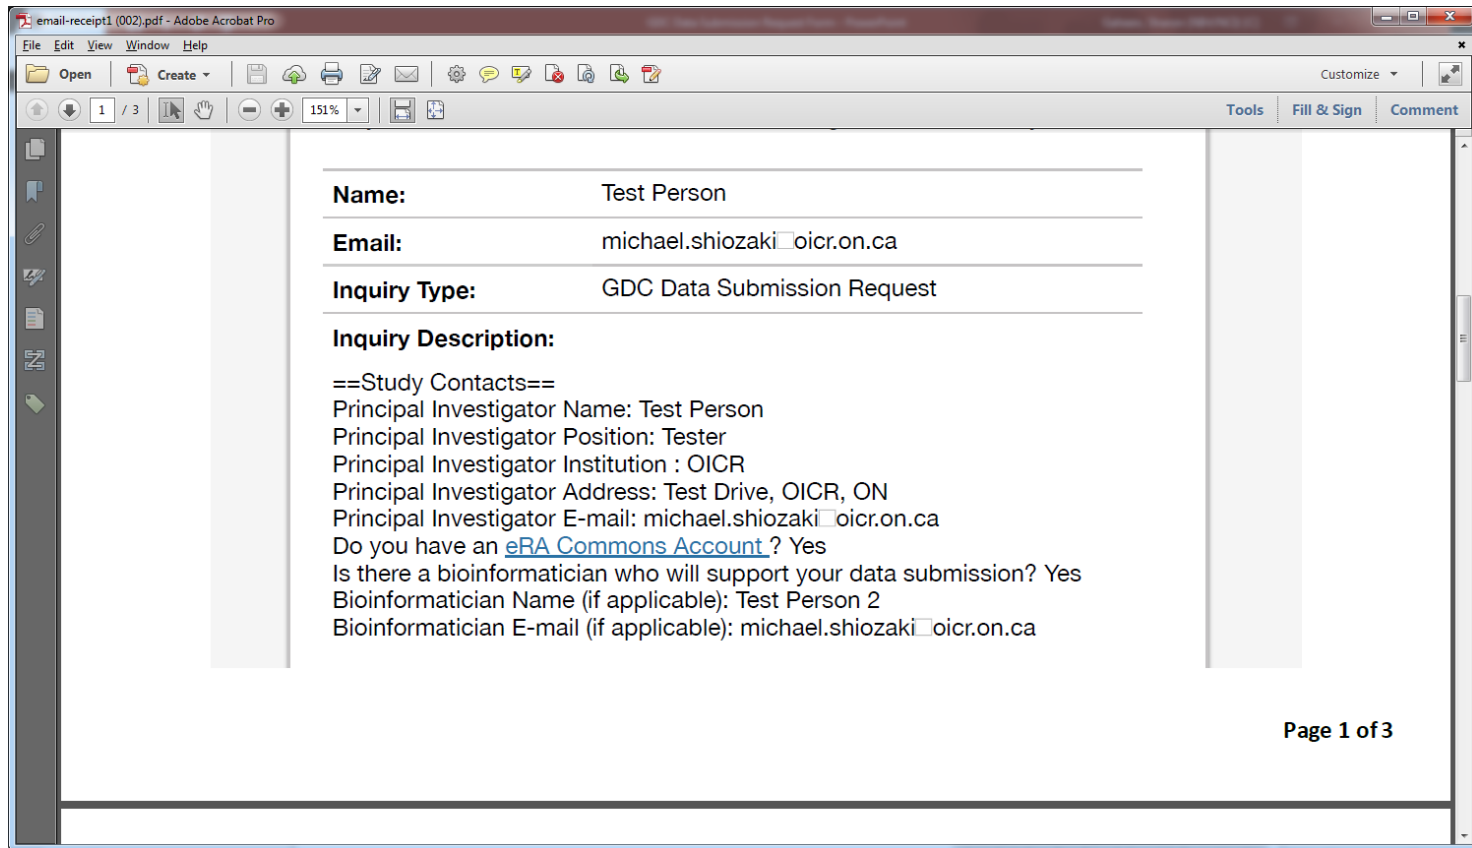 email-receipt1 (002).pdf - Adobe Acrobat Pro
File Edit View Window Help
Open Create Customize
1 / 3 151% Tools Fill & Sign Comment
Name: Test Person
Email: michael.shiozaki□oicr.on.ca
Inquiry Type: GDC Data Submission Request
Inquiry Description:
==Study Contacts==
Principal Investigator Name: Test Person
Principal Investigator Position: Tester
Principal Investigator Institution : OICR
Principal Investigator Address: Test Drive, OICR, ON
Principal Investigator E-mail: michael.shiozaki□oicr.on.ca
Do you have an eRA Commons Account ? Yes
Is there a bioinformatician who will support your data submission? Yes
Bioinformatician Name (if applicable): Test Person 2
Bioinformatician E-mail (if applicable): michael.shiozaki□oicr.on.ca
Page 1 of 3